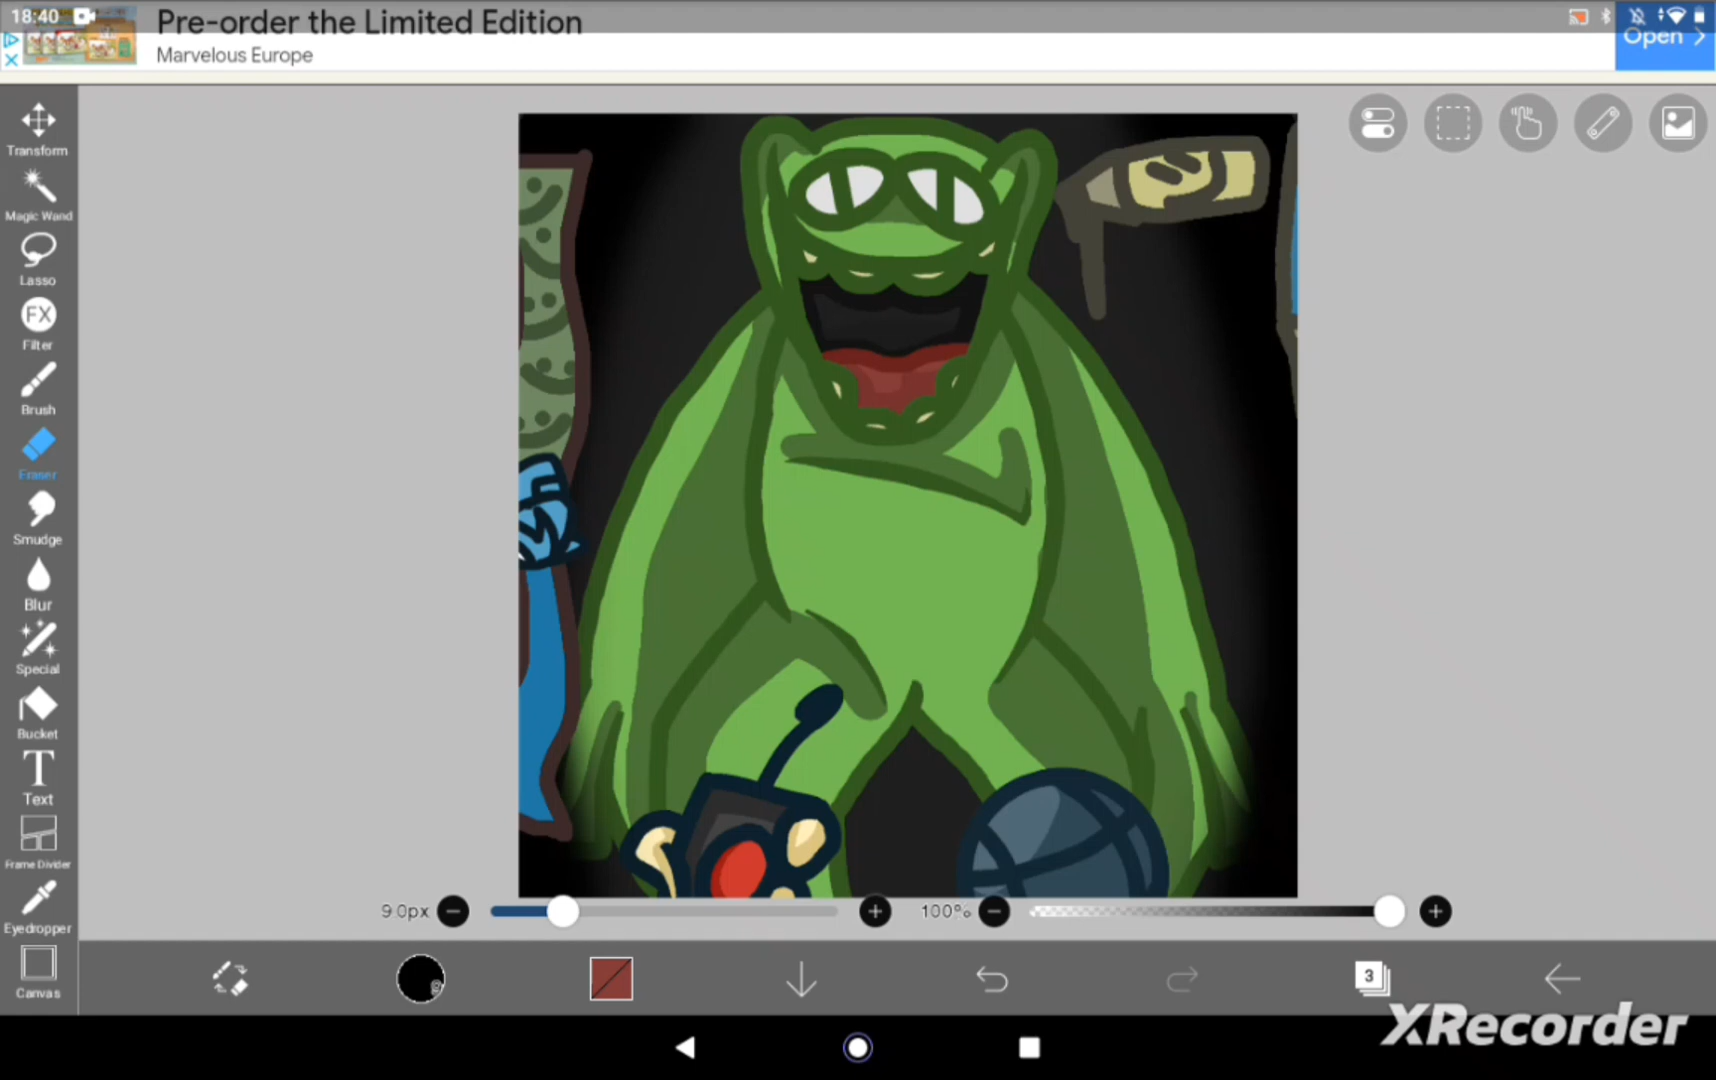 18:40
Pre-order the Limited Edition
Marvelous Europe
Open
Transform
Magic Wand
Lasso
FX
Filter
Brush
Eraser
Smudge
Blur
Special
Bucket
T
Text
Frame Divider
Eyedropper
Canvas
9.0px
100%
3
XRecorder